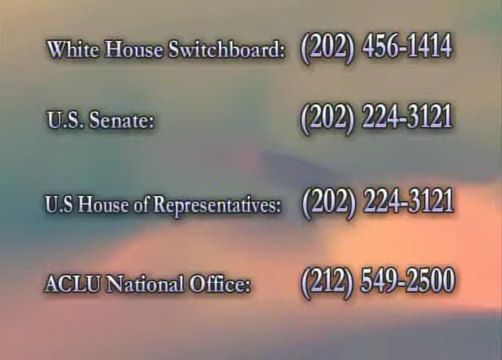 White House Switchboard: (202) 456-1414
U.S. Senate: (202) 224-3121
U.S House of Representatives: (202) 224-3121
ACLU National Office: (212) 549-2500